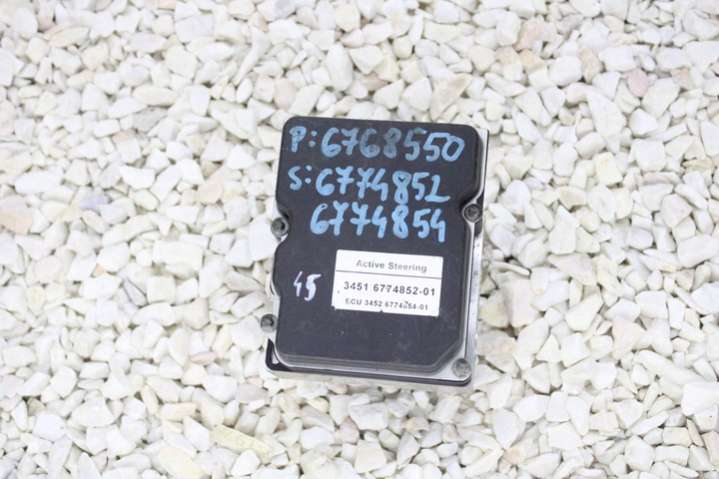 P: 6768550
S: 6774852
6774854
Active Steering
3451 6774852-01
ECU 3452 6774854-01
45